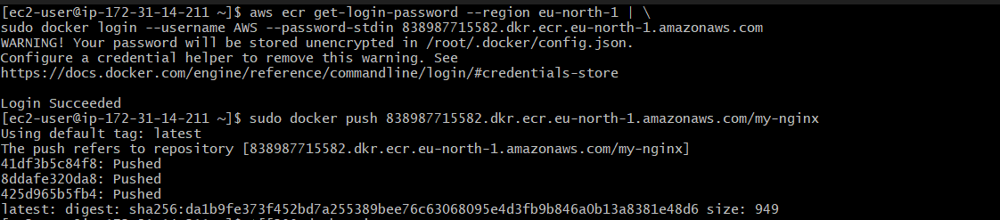 [ec2-user@ip-172-31-14-211 ~]$ aws ecr get-login-password --region eu-north-1 | \
sudo docker login --username AWS --password-stdin 838987715582.dkr.ecr.eu-north-1.amazonaws.com
WARNING! Your password will be stored unencrypted in /root/.docker/config.json.
Configure a credential helper to remove this warning. See
https://docs.docker.com/engine/reference/commandline/login/#credentials-store
Login Succeeded
[ec2-user@ip-172-31-14-211 ~]$ sudo docker push 838987715582.dkr.ecr.eu-north-1.amazonaws.com/my-nginx
Using default tag: latest
The push refers to repository [838987715582.dkr.ecr.eu-north-1.amazonaws.com/my-nginx]
41df3b5c84f8: Pushed
8ddafe320da8: Pushed
425d965b5fb4: Pushed
latest: digest: sha256:da1b9fe373f452bd7a255389bee76c63068095e4d3fb9b846a0b13a8381e48d6 size: 949